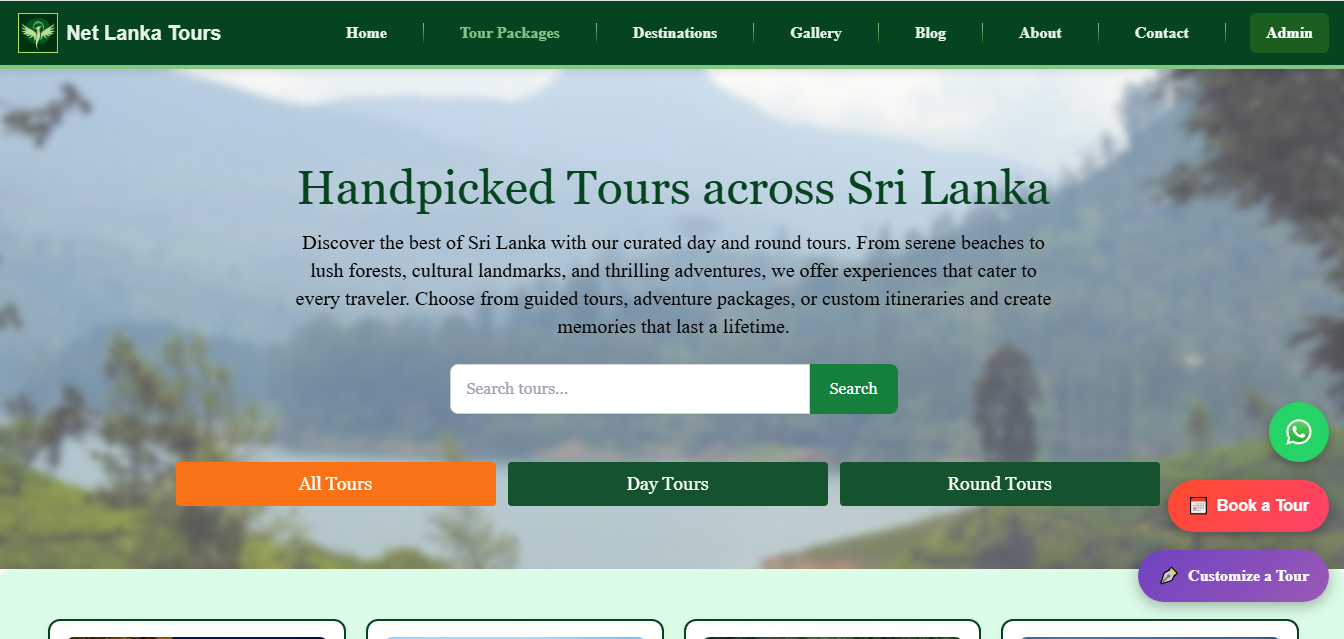 Net Lanka Tours
Home
Tour Packages
Destinations
Gallery
Blog
About
Contact
Admin
Handpicked Tours across Sri Lanka
Discover the best of Sri Lanka with our curated day and round tours. From serene beaches to
lush forests, cultural landmarks, and thrilling adventures, we offer experiences that cater to
every traveler. Choose from guided tours, adventure packages, or custom itineraries and create
memories that last a lifetime.
Search tours...
Search
All Tours
Day Tours
Round Tours
Book a Tour
Customize a Tour